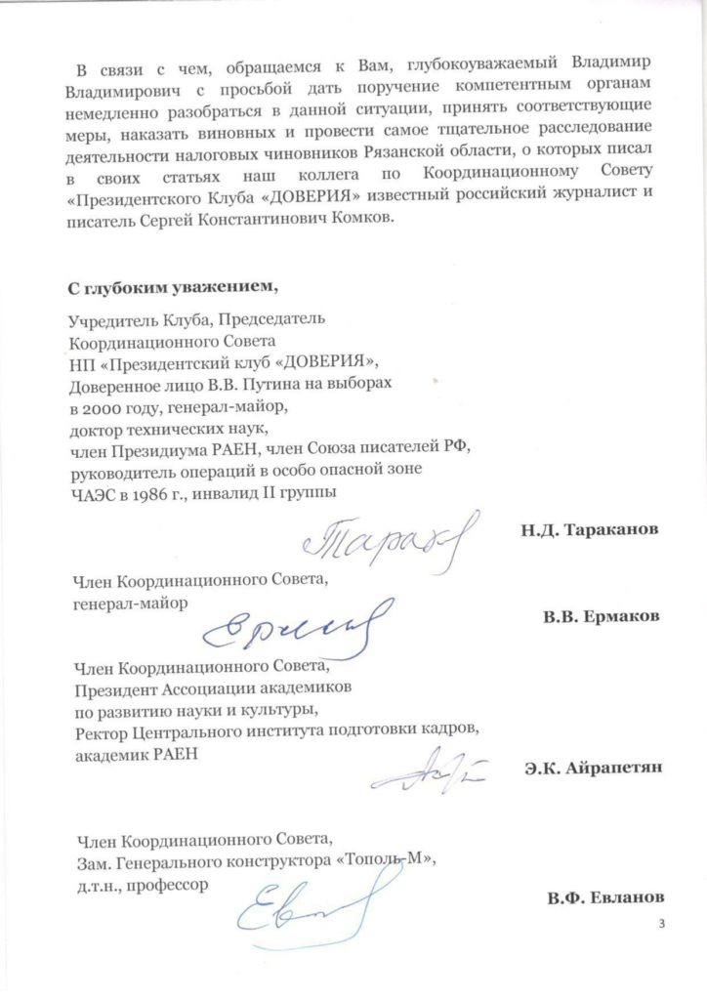 В связи с чем, обращаемся к Вам, глубокоуважаемый Владимир
Владимирович с просьбой дать поручение компетентным органам
немедленно разобраться в данной ситуации, принять соответствующие
меры, наказать виновных и провести самое тщательное расследование
деятельности налоговых чиновников Рязанской области, о которых писал
в своих статьях наш коллега по Координационному Совету
«Президентского Клуба «ДОВЕРИЯ» известный российский журналист и
писатель Сергей Константинович Комков.
С глубоким уважением,
Учредитель Клуба, Председатель
Координационного Совета
НП «Президентский клуб «ДОВЕРИЯ»,
Доверенное лицо В.В. Путина на выборах
в 2000 году, генерал-майор,
доктор технических наук,
член Президиума РАЕН, член Союза писателей РФ,
руководитель операций в особо опасной зоне
ЧАЭС в 1986 г., инвалид II группы
Н.Д. Тараканов
Член Координационного Совета,
генерал-майор
В.В. Ермаков
Член Координационного Совета,
Президент Ассоциации академиков
по развитию науки и культуры,
Ректор Центрального института подготовки кадров,
академик РАЕН
Э.К. Айрапетян
Член Координационного Совета,
Зам. Генерального конструктора «Тополь-М»,
д.т.н., профессор
В.Ф. Евланов
3